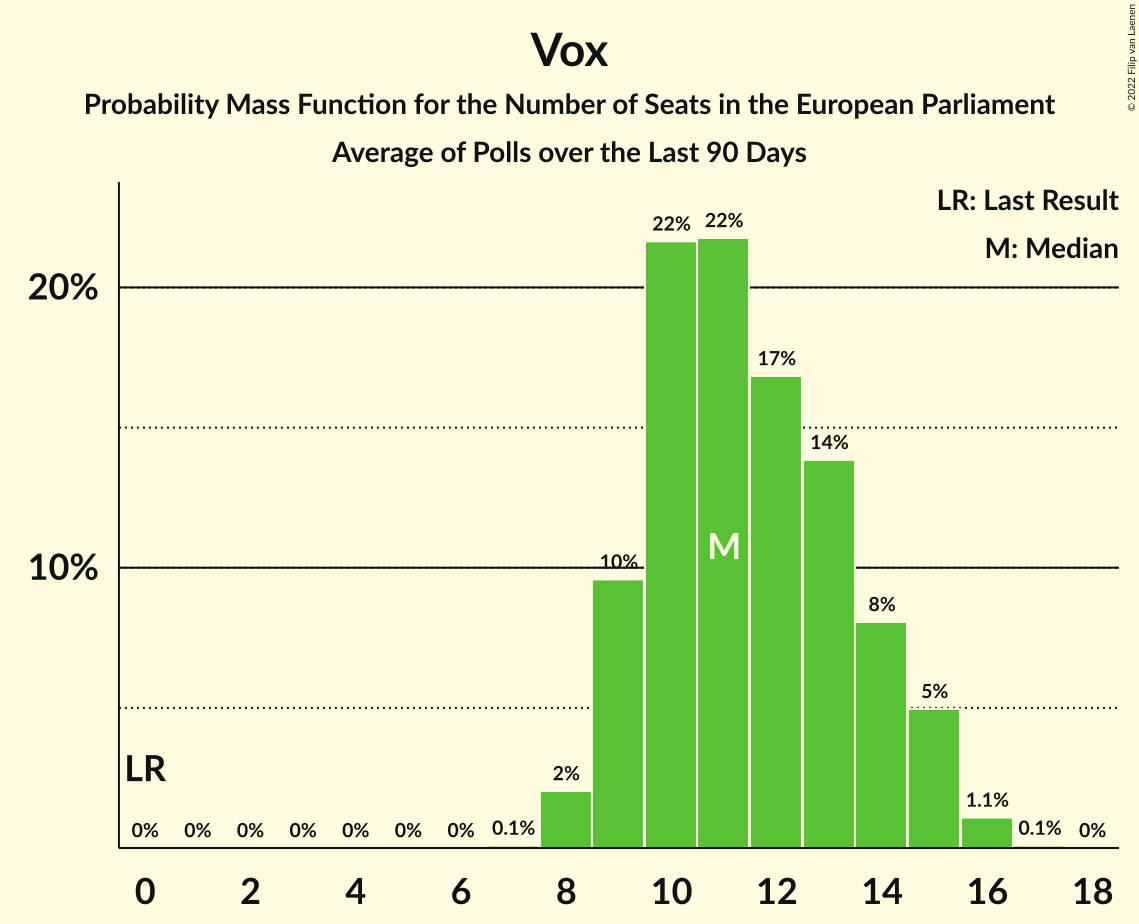 Vox
Probability Mass Function for the Number of Seats in the European Parliament
Average of Polls over the Last 90 Days
© 2022 Filip van Laenen
LR: Last Result
M: Median
20%
10%
LR
M
0% 0% 0% 0% 0% 0% 0% 0.1% 2% 10% 22% 22% 17% 14% 8% 5% 1.1% 0.1% 0%
0 2 4 6 8 10 12 14 16 18